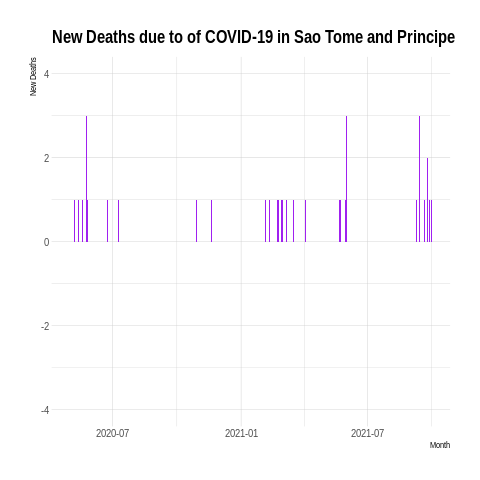 New Deaths due to of COVID-19 in Sao Tome and Principe
New Deaths
4
2
0
-2
-4
2020-07
2021-01
2021-07
Month